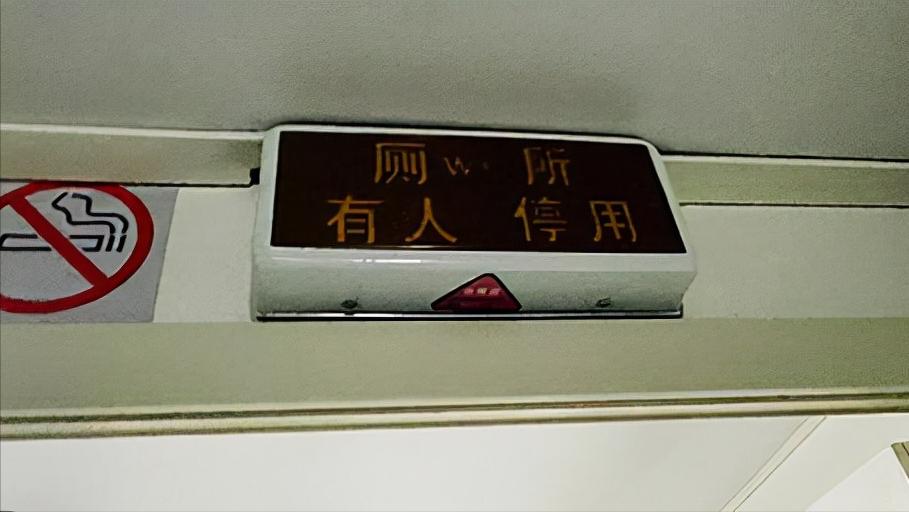 厕 所
有人 停用